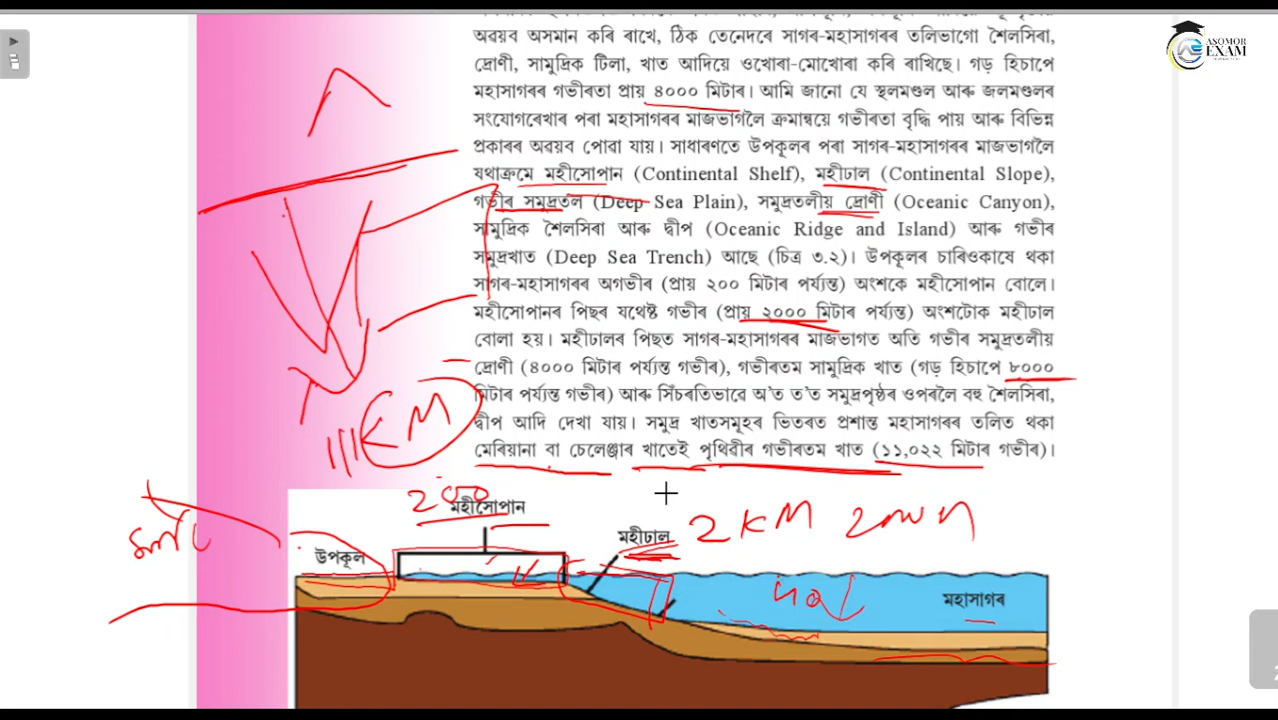 ASOMOR
EXAM
অৱয়ব অসমান কৰি ৰাখে, ঠিক তেনেদৰে সাগৰ-মহাসাগৰৰ তলিভাগো শৈলসিৰা,
দ্ৰোণী, সামুদ্ৰিক টিলা, খাত আদিয়ে ওখোৰা-মোখোৰা কৰি ৰাখিছে। গড় হিচাপে
মহাসাগৰৰ গভীৰতা প্ৰায় ৪০০০ মিটাৰ। আমি জানো যে স্থলমণ্ডল আৰু জলমণ্ডলৰ
সংযোগৰেখাৰ পৰা মহাসাগৰৰ মাজভাগলৈ ক্ৰমান্বয়ে গভীৰতা বৃদ্ধি পায় আৰু বিভিন্ন
প্ৰকাৰৰ অৱয়ব পোৱা যায়। সাধাৰণতে উপকূলৰ পৰা সাগৰ-মহাসাগৰৰ মাজভাগলৈ
যথাক্ৰমে মহীসোপান (Continental Shelf), মহীঢাল (Continental Slope),
গভীৰ সমুদ্ৰতল (Deep Sea Plain), সমুদ্ৰতলীয় দ্ৰোণী (Oceanic Canyon),
সামুদ্ৰিক শৈলসিৰা আৰু দ্বীপ (Oceanic Ridge and Island) আৰু গভীৰ
সমুদ্ৰখাত (Deep Sea Trench) আছে (চিত্ৰ ৩.২)। উপকূলৰ চাৰিওকাষে থকা
সাগৰ-মহাসাগৰৰ অগভীৰ (প্ৰায় ২০০ মিটাৰ পৰ্য্যন্ত) অংশকে মহীসোপান বোলে।
মহীসোপানৰ পিছৰ যথেষ্ট গভীৰ (প্ৰায় ২০০০ মিটাৰ পৰ্য্যন্ত) অংশটোক মহীঢাল
বোলা হয়। মহীঢালৰ পিছত সাগৰ-মহাসাগৰৰ মাজভাগত অতি গভীৰ সমুদ্ৰতলীয়
দ্ৰোণী (৪০০০ মিটাৰ পৰ্য্যন্ত গভীৰ), গভীৰতম সামুদ্ৰিক খাত (গড় হিচাপে ৮০০০
মিটাৰ পৰ্য্যন্ত গভীৰ) আৰু সিঁচৰতিভাবে অ'ত ত'ত সমুদ্ৰপৃষ্ঠৰ ওপৰলৈ বহু শৈলসিৰা,
দ্বীপ আদি দেখা যায়। সমুদ্ৰ খাতসমূহৰ ভিতৰত প্ৰশান্ত মহাসাগৰৰ তলিত থকা
মেৰিয়ানা বা চেলেঞ্জাৰ খাতেই পৃথিৱীৰ গভীৰতম খাত (১১,০২২ মিটাৰ গভীৰ)।
KM
200
মহীসোপান
মহীঢাল
2 KM
উপকূল
মহাসাগৰ